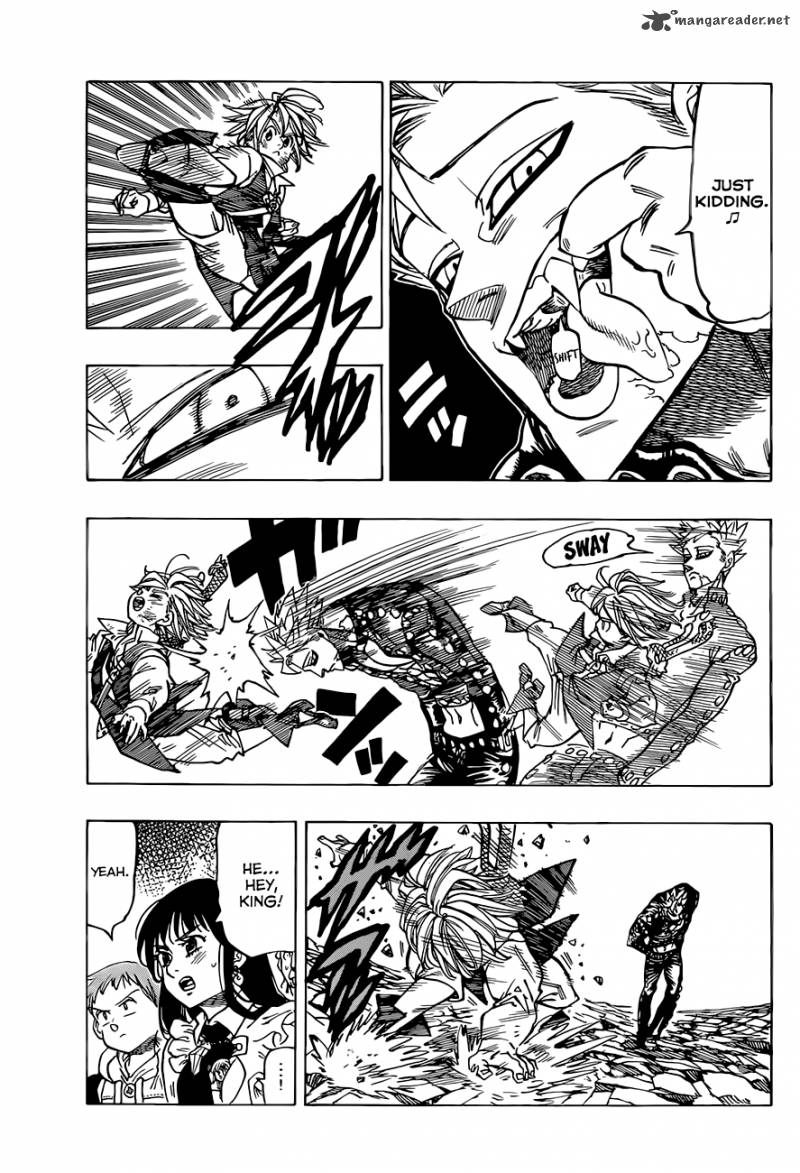 mangareader.net
JUST
KIDDING.
♫
SHIFT
SWAY
HE...
HEY,
KING!
YEAH.
...!